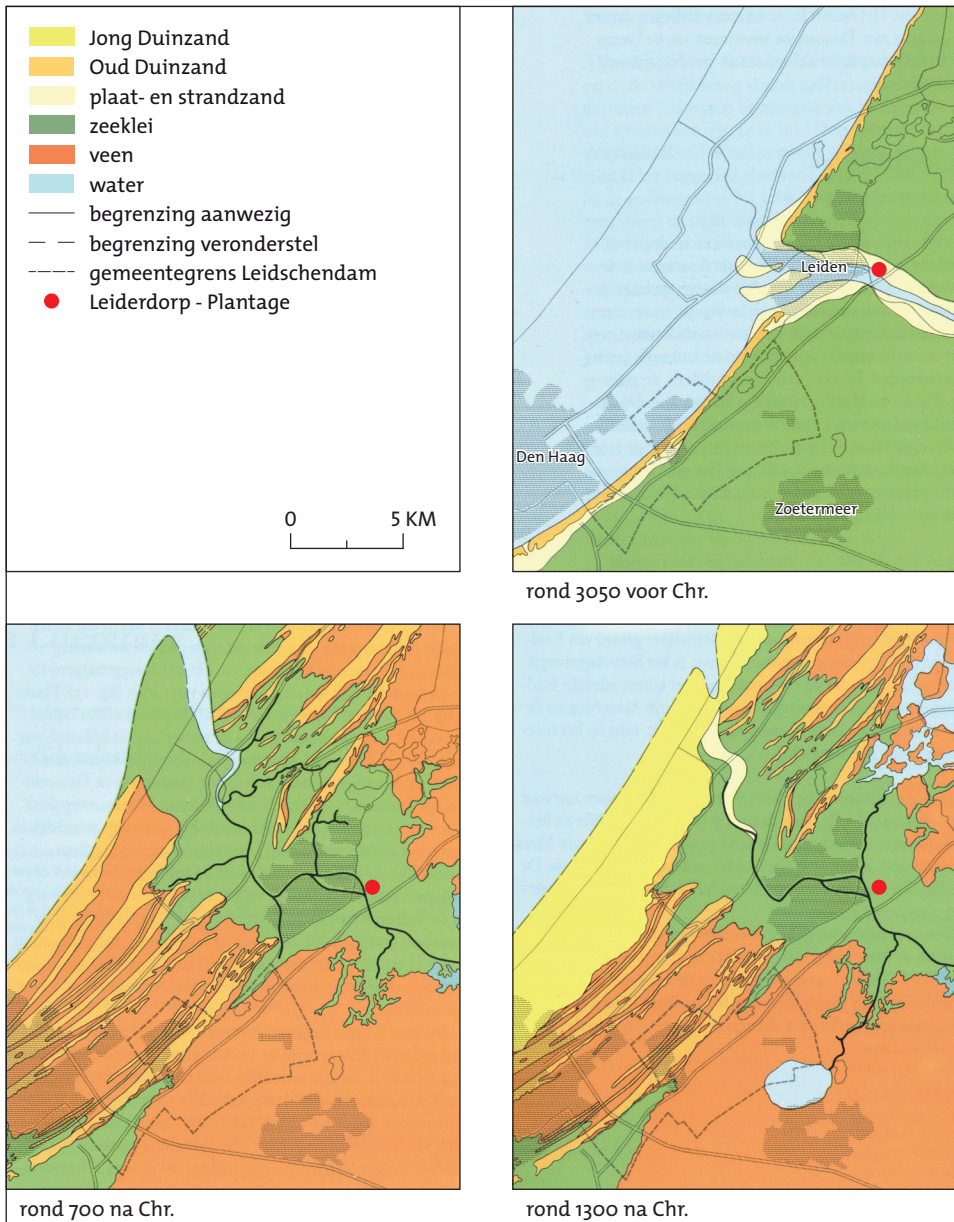 Jong Duinzand
Oud Duinzand
plaat- en strandzand
zeeklei
veen
water
begrenzing aanwezig
begrenzing veronderstel
gemeentegrens Leidschendam
Leiderdorp - Plantage
0 5 KM
Leiden
Den Haag
Zoetermeer
rond 3050 voor Chr.
rond 700 na Chr.
rond 1300 na Chr.